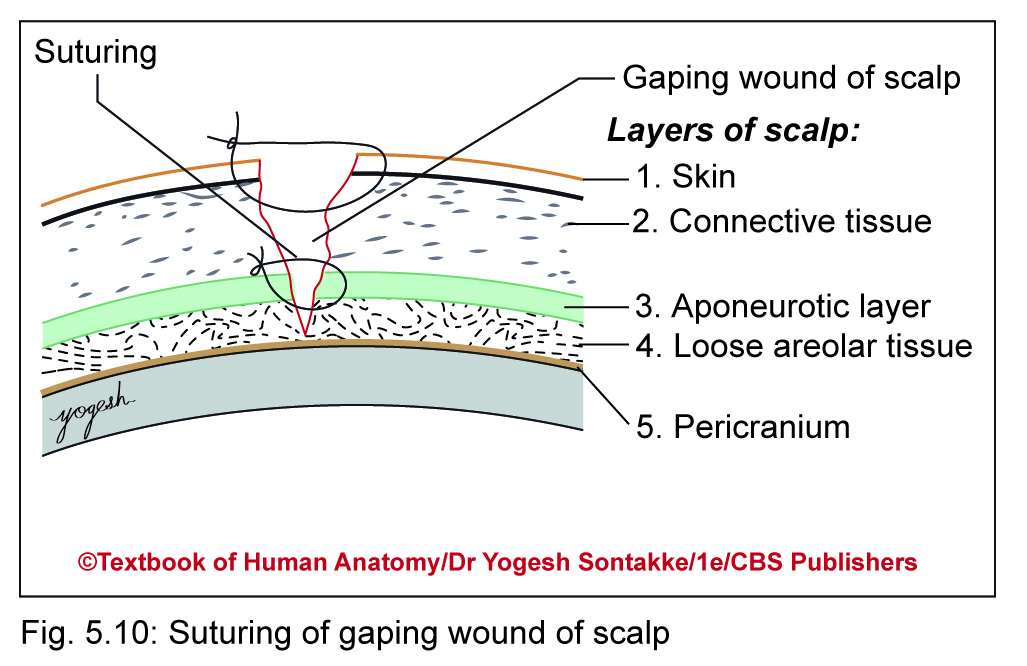 Suturing
Gaping wound of scalp
Layers of scalp:
1. Skin
2. Connective tissue
3. Aponeurotic layer
4. Loose areolar tissue
5. Pericranium
yogesh
©Textbook of Human Anatomy/Dr Yogesh Sontakke/1e/CBS Publishers
Fig. 5.10: Suturing of gaping wound of scalp